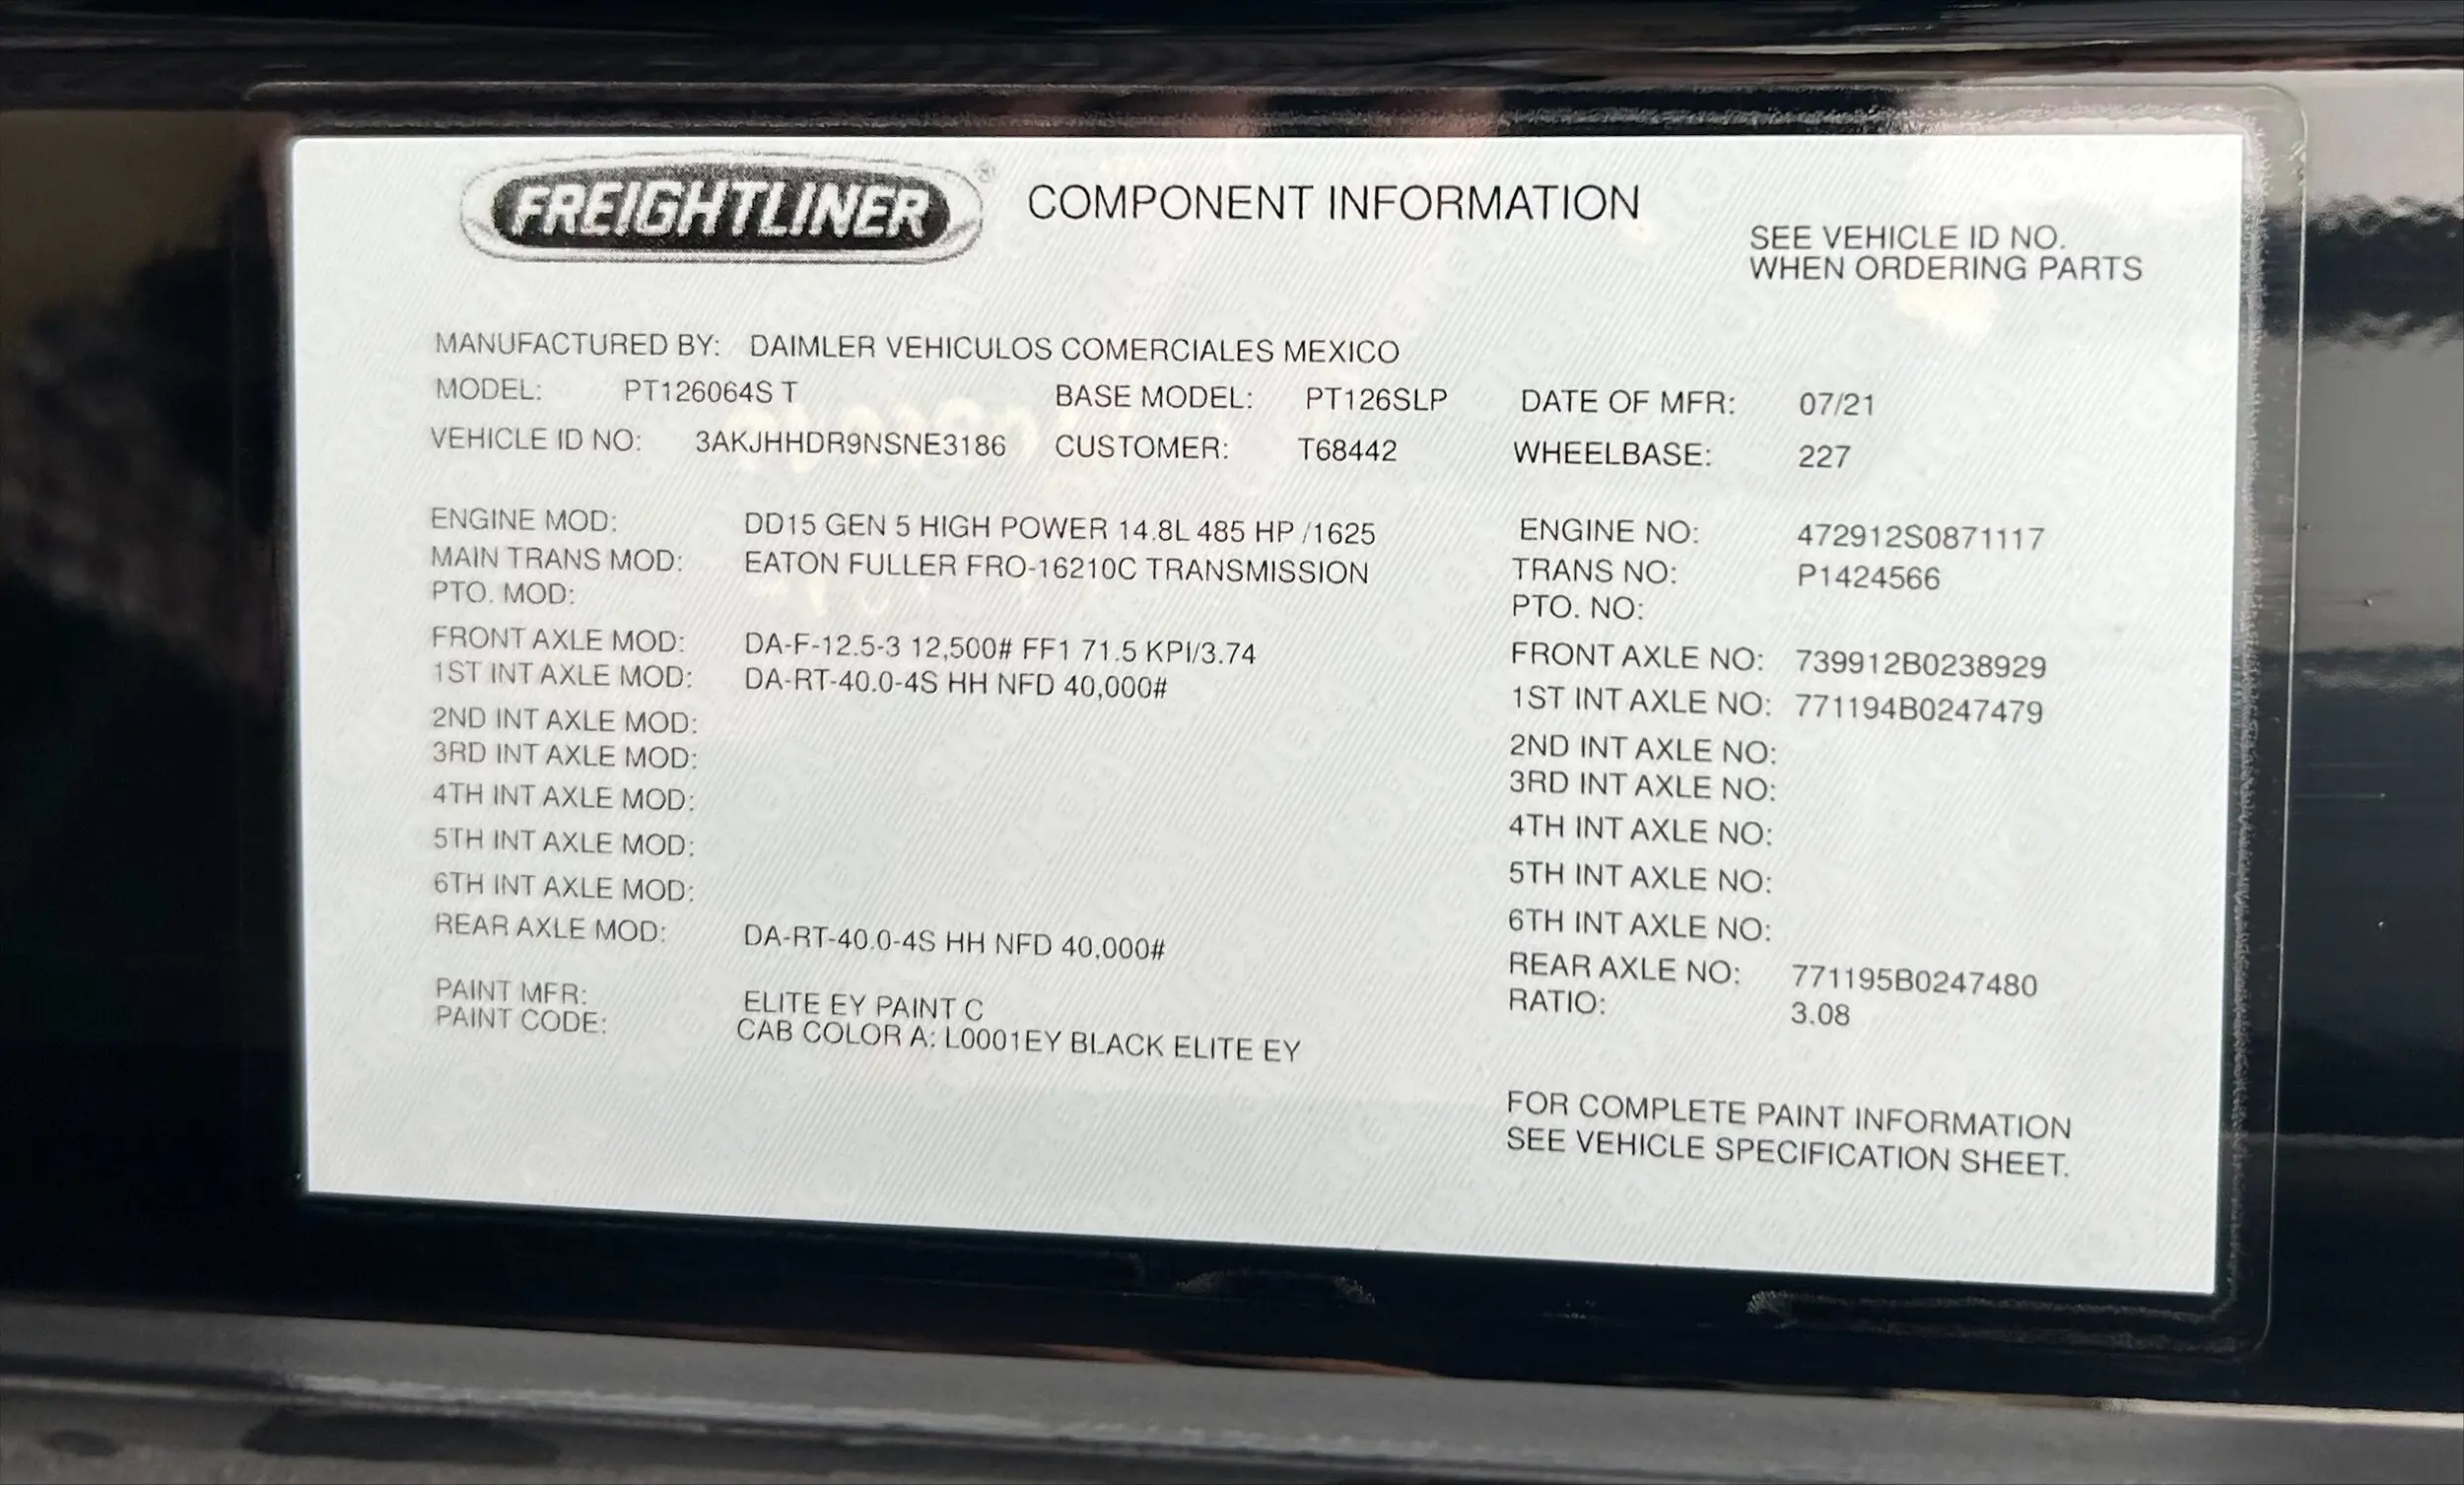 FREIGHTLINER ® COMPONENT INFORMATION
SEE VEHICLE ID NO.
WHEN ORDERING PARTS
MANUFACTURED BY: DAIMLER VEHICULOS COMERCIALES MEXICO
MODEL: PT126064S T BASE MODEL: PT126SLP DATE OF MFR: 07/21
VEHICLE ID NO: 3AKJHHDR9NSNE3186 CUSTOMER: T68442 WHEELBASE: 227
ENGINE MOD: DD15 GEN 5 HIGH POWER 14.8L 485 HP /1625 ENGINE NO: 472912S0871117
MAIN TRANS MOD: EATON FULLER FRO-16210C TRANSMISSION TRANS NO: P1424566
PTO. MOD: PTO. NO:
FRONT AXLE MOD: DA-F-12.5-3 12,500# FF1 71.5 KPI/3.74 FRONT AXLE NO: 739912B0238929
1ST INT AXLE MOD: DA-RT-40.0-4S HH NFD 40,000# 1ST INT AXLE NO: 771194B0247479
2ND INT AXLE MOD: 2ND INT AXLE NO:
3RD INT AXLE MOD: 3RD INT AXLE NO:
4TH INT AXLE MOD: 4TH INT AXLE NO:
5TH INT AXLE MOD: 5TH INT AXLE NO:
6TH INT AXLE MOD: 6TH INT AXLE NO:
REAR AXLE MOD: DA-RT-40.0-4S HH NFD 40,000# REAR AXLE NO: 771195B0247480
PAINT MFR: ELITE EY PAINT C RATIO: 3.08
PAINT CODE: CAB COLOR A: L0001EY BLACK ELITE EY
FOR COMPLETE PAINT INFORMATION
SEE VEHICLE SPECIFICATION SHEET.